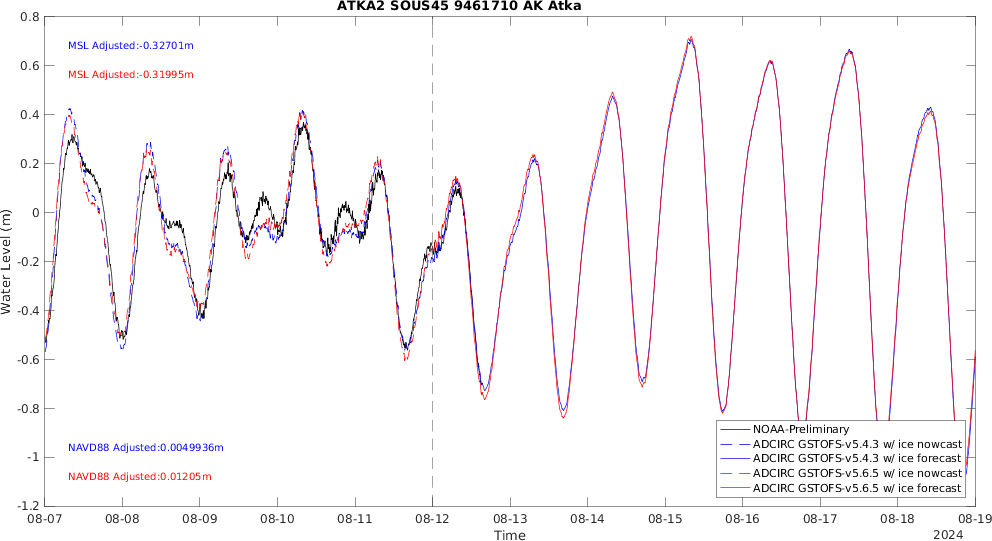 ATKA2 SOUS45 9461710 AK Atka
0.8
0.6
0.4
0.2
0
-0.2
-0.4
-0.6
-0.8
-1
-1.2
Water Level (m)
MSL Adjusted:-0.32701m
MSL Adjusted:-0.31995m
NAVD88 Adjusted:0.0049936m
NAVD88 Adjusted:0.01205m
NOAA-Preliminary
ADCIRC GSTOFS-v5.4.3 w/ ice nowcast
ADCIRC GSTOFS-v5.4.3 w/ ice forecast
ADCIRC GSTOFS-v5.6.5 w/ ice nowcast
ADCIRC GSTOFS-v5.6.5 w/ ice forecast
08-07 08-08 08-09 08-10 08-11 08-12 08-13 08-14 08-15 08-16 08-17 08-18 08-19
Time
2024